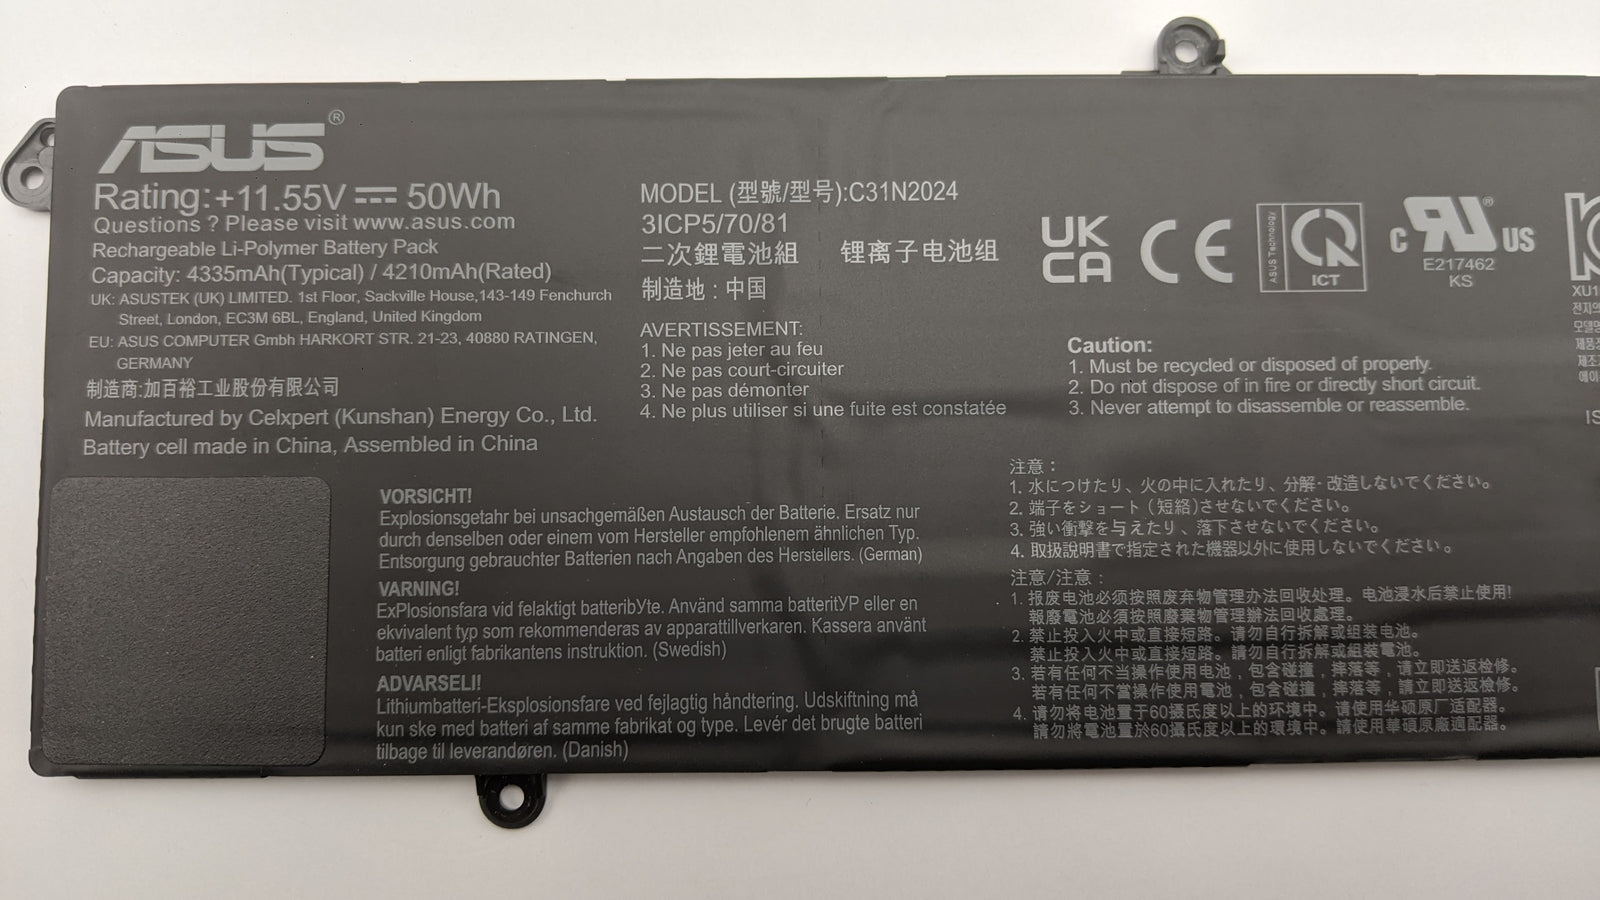 ASUS®
Rating:+11.55V ⎓ 50Wh
Questions ? Please visit www.asus.com
Rechargeable Li-Polymer Battery Pack
Capacity: 4335mAh(Typical) / 4210mAh(Rated)
UK: ASUSTEK (UK) LIMITED. 1st Floor, Sackville House,143-149 Fenchurch
Street, London, EC3M 6BL, England, United Kingdom
EU: ASUS COMPUTER Gmbh HARKORT STR. 21-23, 40880 RATINGEN,
GERMANY
制造商:加百裕工业股份有限公司
Manufactured by Celxpert (Kunshan) Energy Co., Ltd.
Battery cell made in China, Assembled in China
MODEL (型號/型号):C31N2024
3ICP5/70/81
二次鋰電池組 锂离子电池组
制造地 : 中国
AVERTISSEMENT:
1. Ne pas jeter au feu
2. Ne pas court-circuiter
3. Ne pas démonter
4. Ne plus utiliser si une fuite est constatée
UK
CA
CE
ASUS Technology
ICT
c RU® US
E217462
KS
Caution:
1. Must be recycled or disposed of properly.
2. Do not dispose of in fire or directly short circuit.
3. Never attempt to disassemble or reassemble.
VORSICHT!
Explosionsgetahr bei unsachgemäßen Austausch der Batterie. Ersatz nur
durch denselben oder einem vom Hersteller empfohlenem ähnlichen Typ.
Entsorgung gebrauchter Batterien nach Angaben des Herstellers. (German)
VARNING!
ExPlosionsfara vid felaktigt batteribУte. Använd samma batteritУP eller en
ekvivalent typ som rekommenderas av apparattillverkaren. Kassera använt
batteri enligt fabrikantens instruktion. (Swedish)
ADVARSELI!
Lithiumbatteri-Eksplosionsfare ved fejlagtig håndtering. Udskiftning må
kun ske med batteri af samme fabrikat og type. Levér det brugte batteri
tilbage til leverandøren. (Danish)
注意：
1. 水につけたり、火の中に入れたり、分解･改造しないでください。
2. 端子をショート（短絡)させないでください。
3. 強い衝撃を与えたり、落下させないでください。
4. 取扱説明書で指定された機器以外に使用しないでください。
注意/注意：
1. 报废电池必须按照废弃物管理办法回收处理。电池浸水后禁止使用!
報廢電池必須按照廢棄物管理辦法回收處理。
2. 禁止投入火中或直接短路。请勿自行拆解或组装电池。
禁止投入火中或直接短路。請勿自行拆解或組裝電池。
3. 若有任何不当操作使用电池，包含碰撞，摔落等，请立即送返检修。
若有任何不當操作使用電池，包含碰撞，摔落等，請立即送返檢修。
4. 请勿将电池置于60摄氏度以上的环境中。请使用华硕原厂适配器。
請勿將電池置於60攝氏度以上的環境中。請使用華碩原廠適配器。